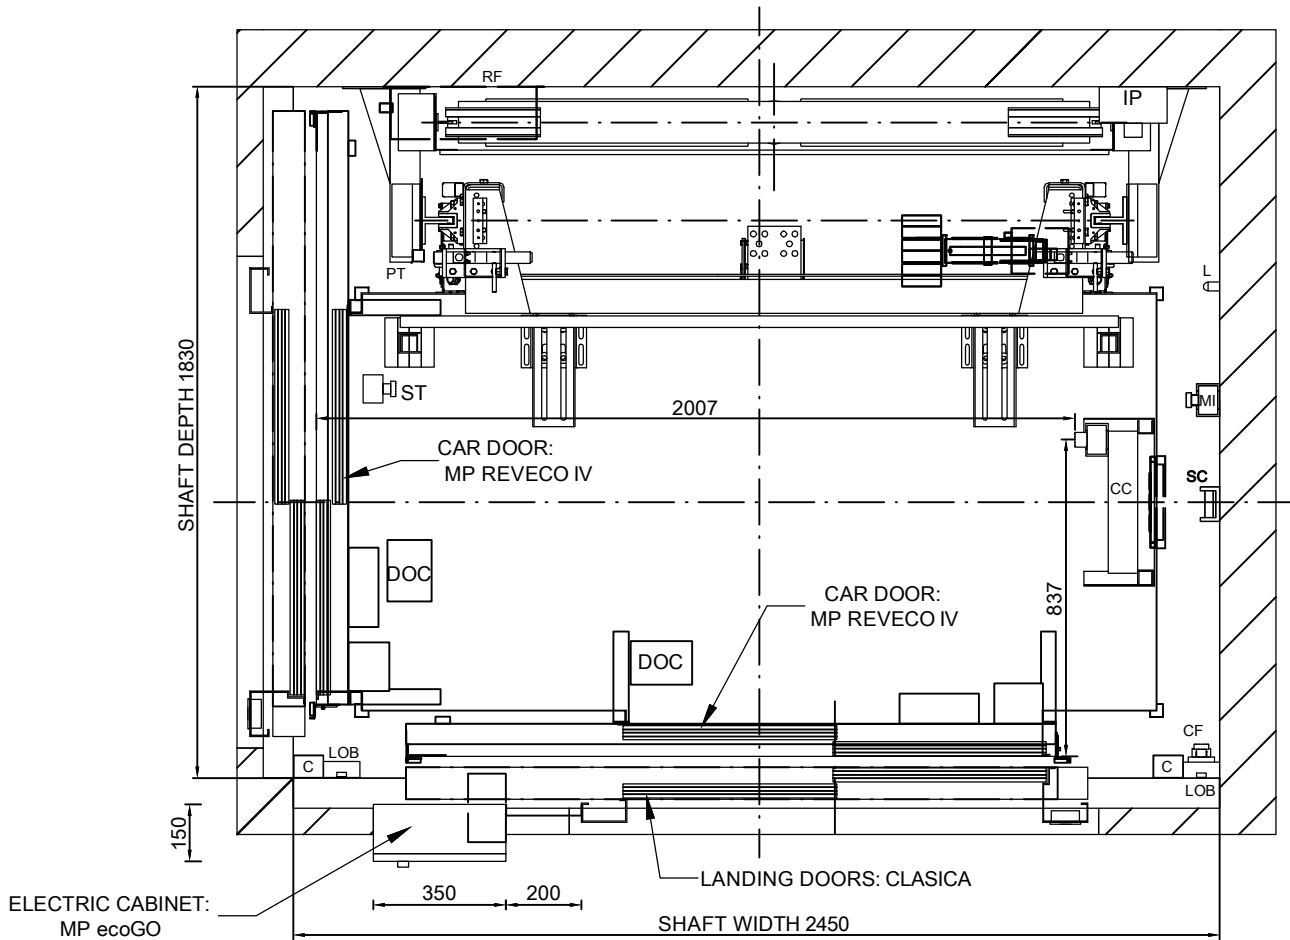 RF
IP
PT
L
SHAFT DEPTH 1830
ST
2007
MI
CAR DOOR:
MP REVECO IV
CC
SC
DOC
CAR DOOR:
MP REVECO IV
837
DOC
CF
C
LOB
C
LOB
150
350
200
LANDING DOORS: CLASICA
ELECTRIC CABINET:
MP ecoGO
SHAFT WIDTH 2450